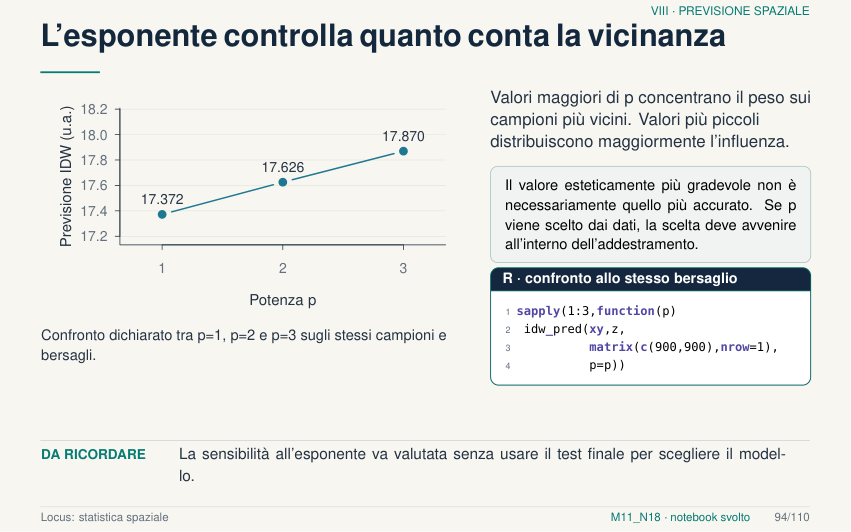 VIII · PREVISIONE SPAZIALE
L’esponente controlla quanto conta la vicinanza
Previsione IDW (u.a.)
18.2
18.0
17.8
17.6
17.4
17.2
17.372
17.626
17.870
1
2
3
Potenza p
Confronto dichiarato tra p=1, p=2 e p=3 sugli stessi campioni e
bersagli.
Valori maggiori di p concentrano il peso sui
campioni più vicini. Valori più piccoli
distribuiscono maggiormente l’influenza.
Il valore esteticamente più gradevole non è
necessariamente quello più accurato. Se p
viene scelto dai dati, la scelta deve avvenire
all’interno dell’addestramento.
R · confronto allo stesso bersaglio
1 sapply(1:3,function(p)
2 idw_pred(xy,z,
3 matrix(c(900,900),nrow=1),
4 p=p))
DA RICORDARE
La sensibilità all’esponente va valutata senza usare il test finale per scegliere il model-
lo.
Locus: statistica spaziale
M11_N18 · notebook svolto
94/110